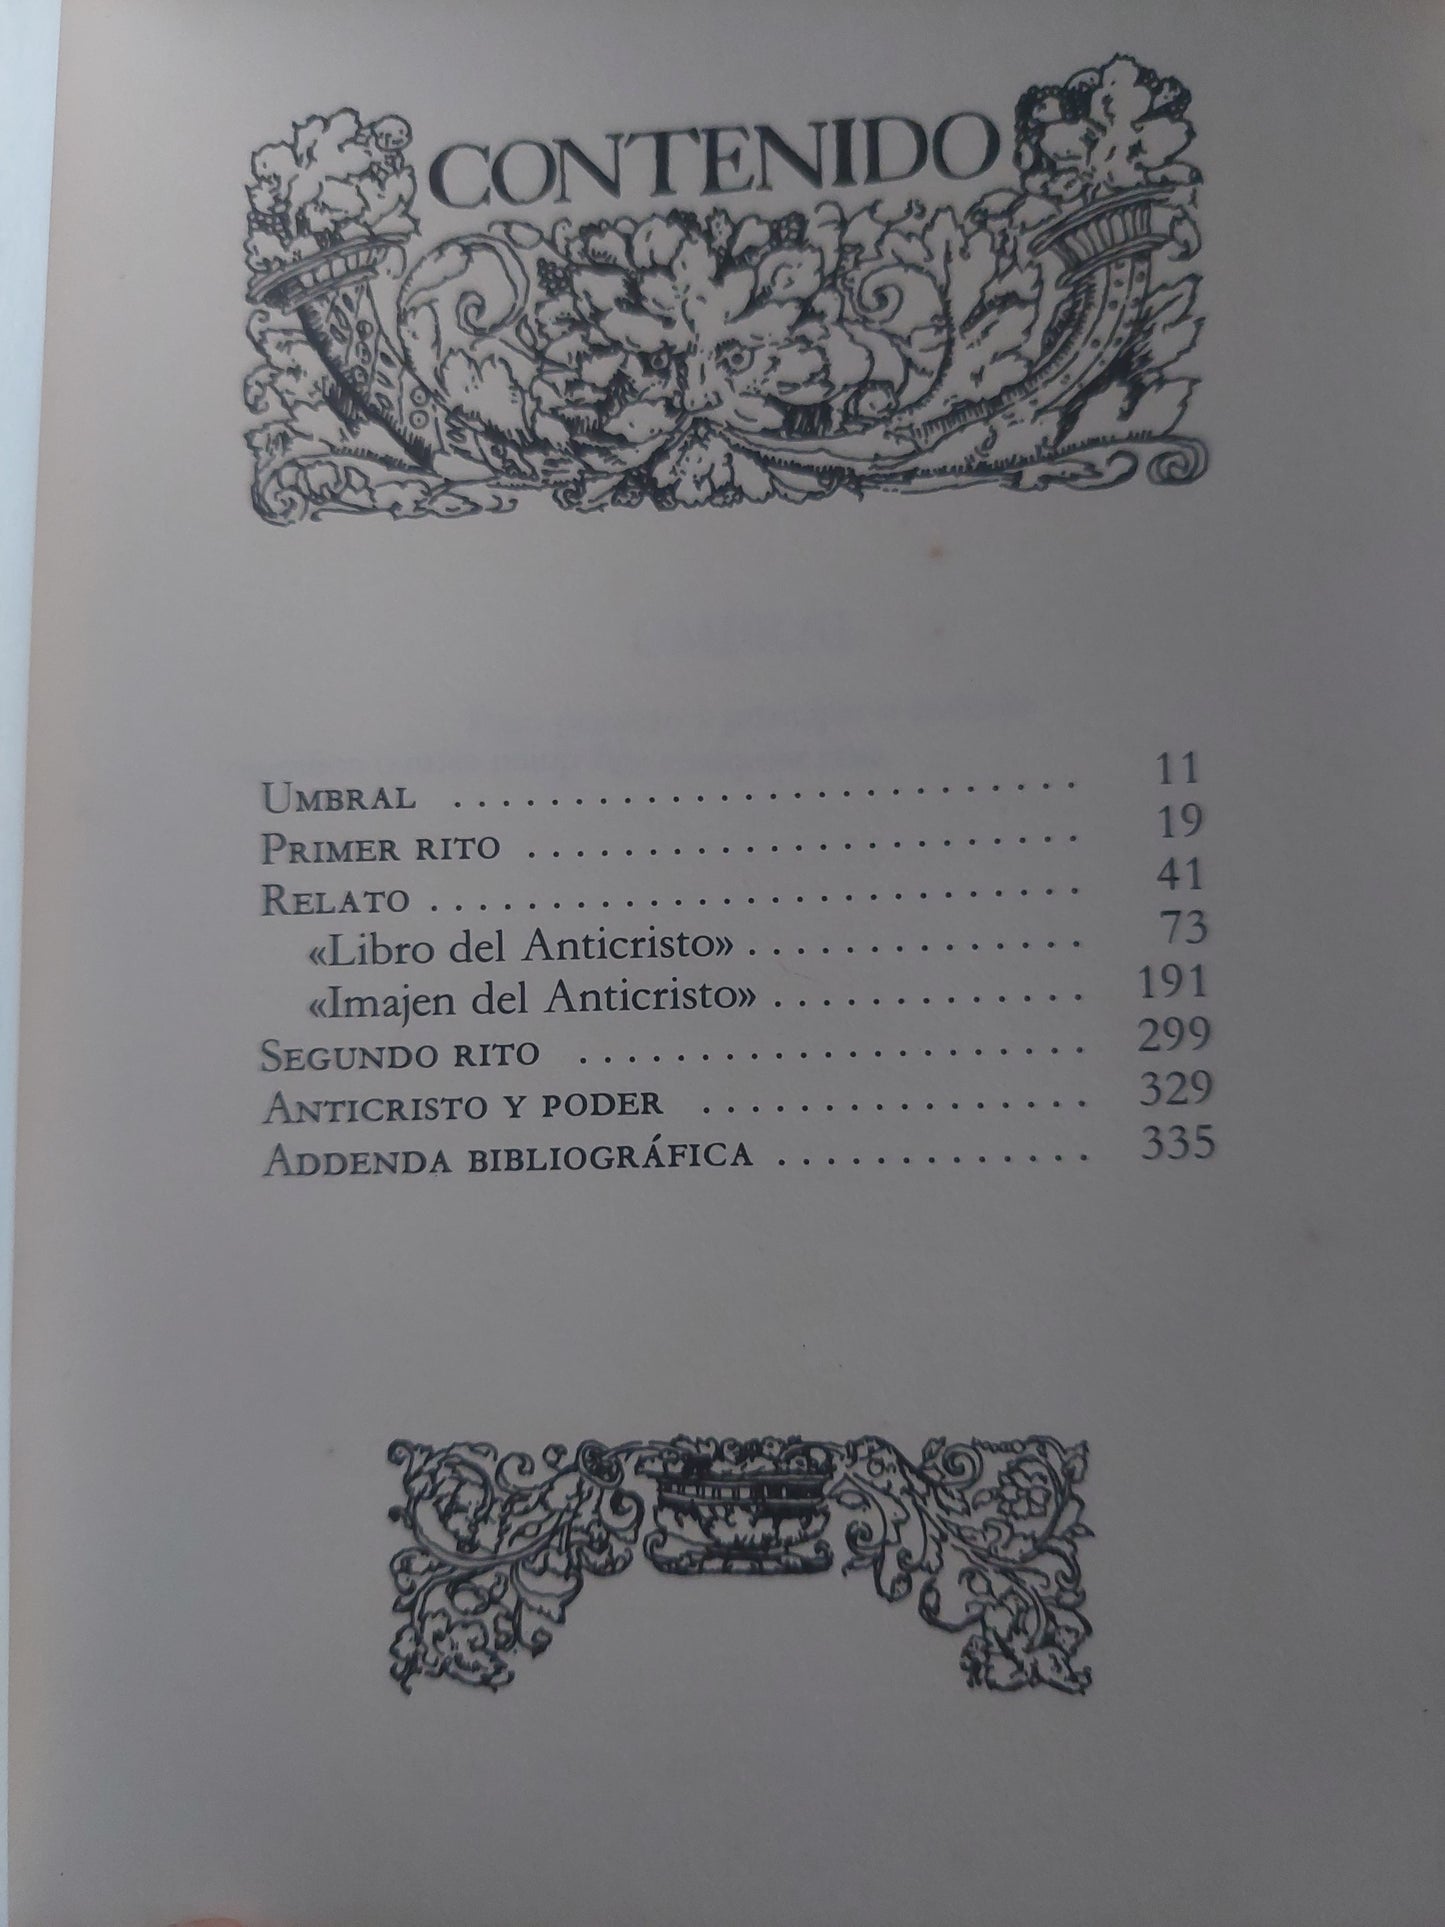 CONTENIDO
UMBRAL . . . . . . . . . . . . . . . . . . . . . . . . . . 11
PRIMER RITO . . . . . . . . . . . . . . . . . . . . . . . 19
RELATO . . . . . . . . . . . . . . . . . . . . . . . . . . . 41
«Libro del Anticristo» . . . . . . . . . . . . . . 73
«Imajen del Anticristo» . . . . . . . . . . . . . 191
SEGUNDO RITO . . . . . . . . . . . . . . . . . . . . . 299
ANTICRISTO Y PODER . . . . . . . . . . . . . . . . 329
ADDENDA BIBLIOGRÁFICA . . . . . . . . . . . . . 335